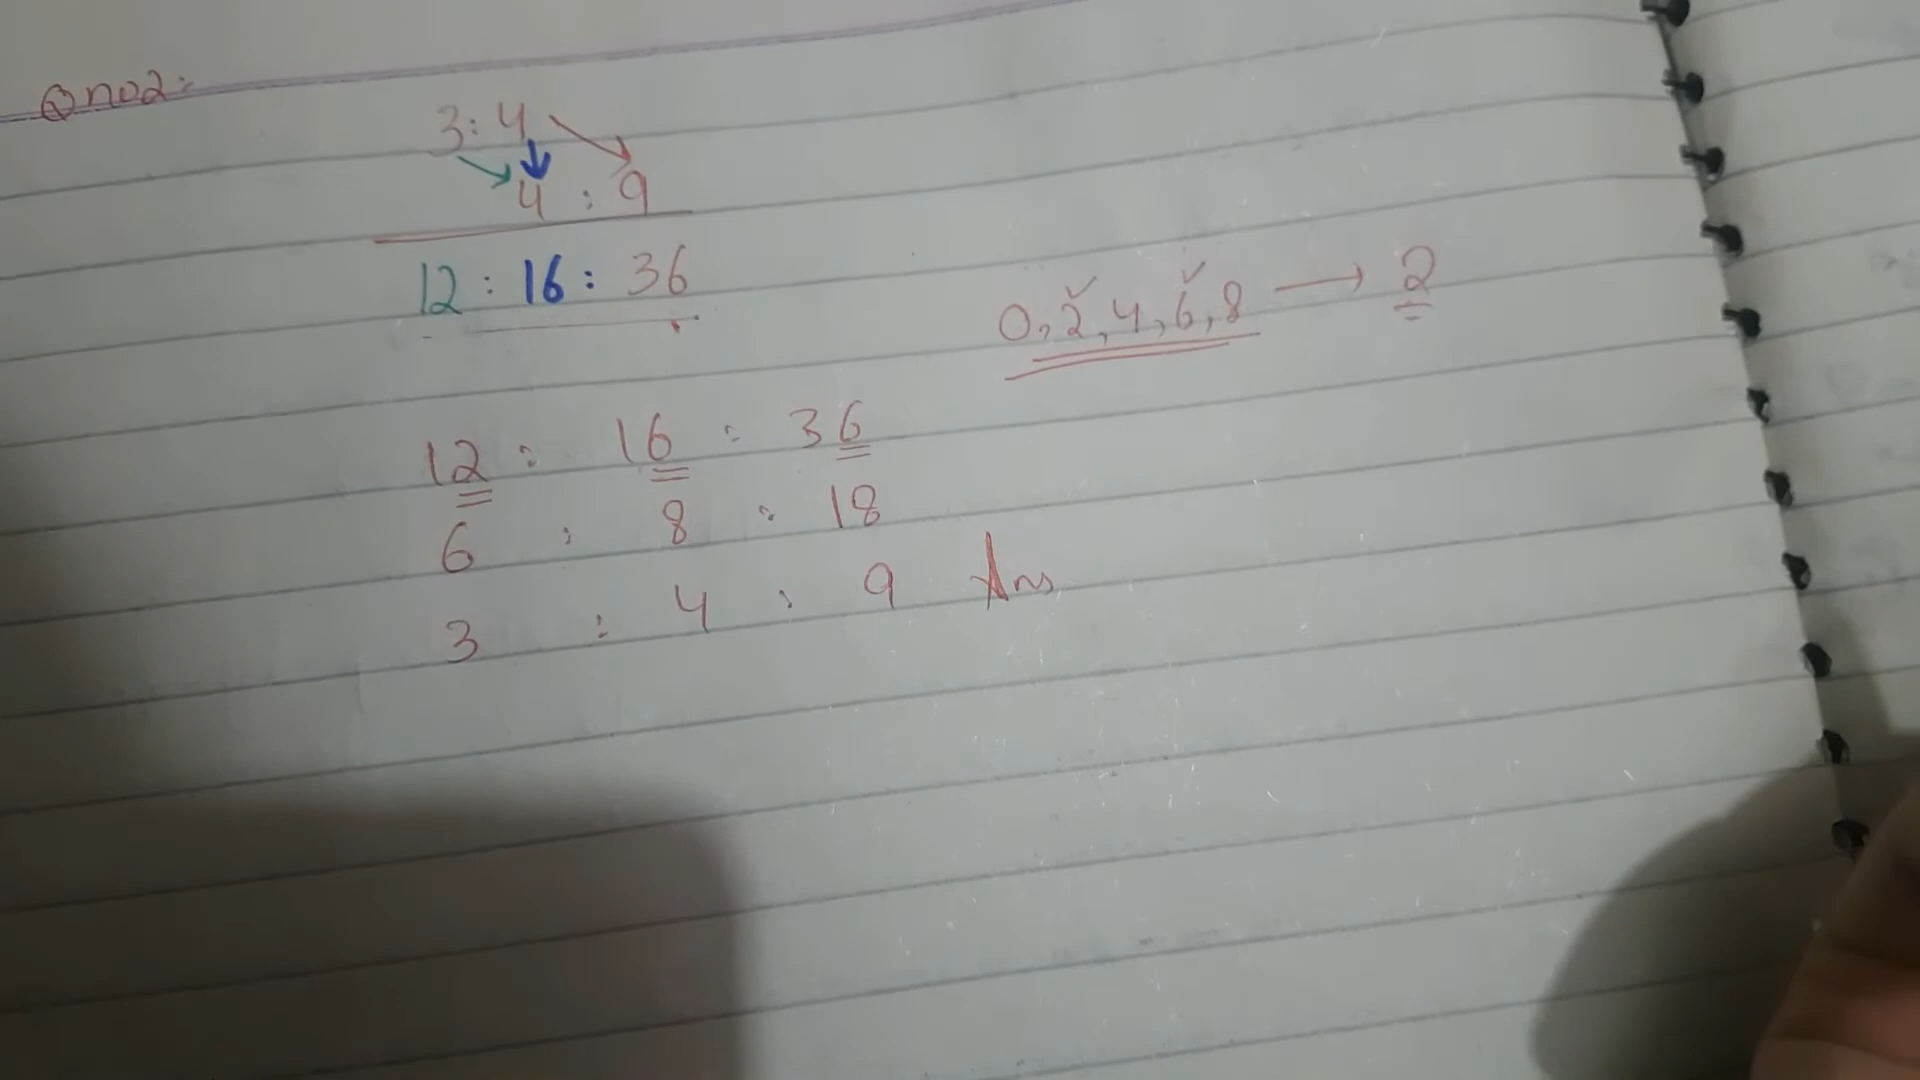 Qno2:
3:4
4 : 9
12 : 16 : 36
0, 2, 4, 6, 8 → 2
12 : 16 : 36
6 : 8 : 18
3 : 4 : 9 Ans